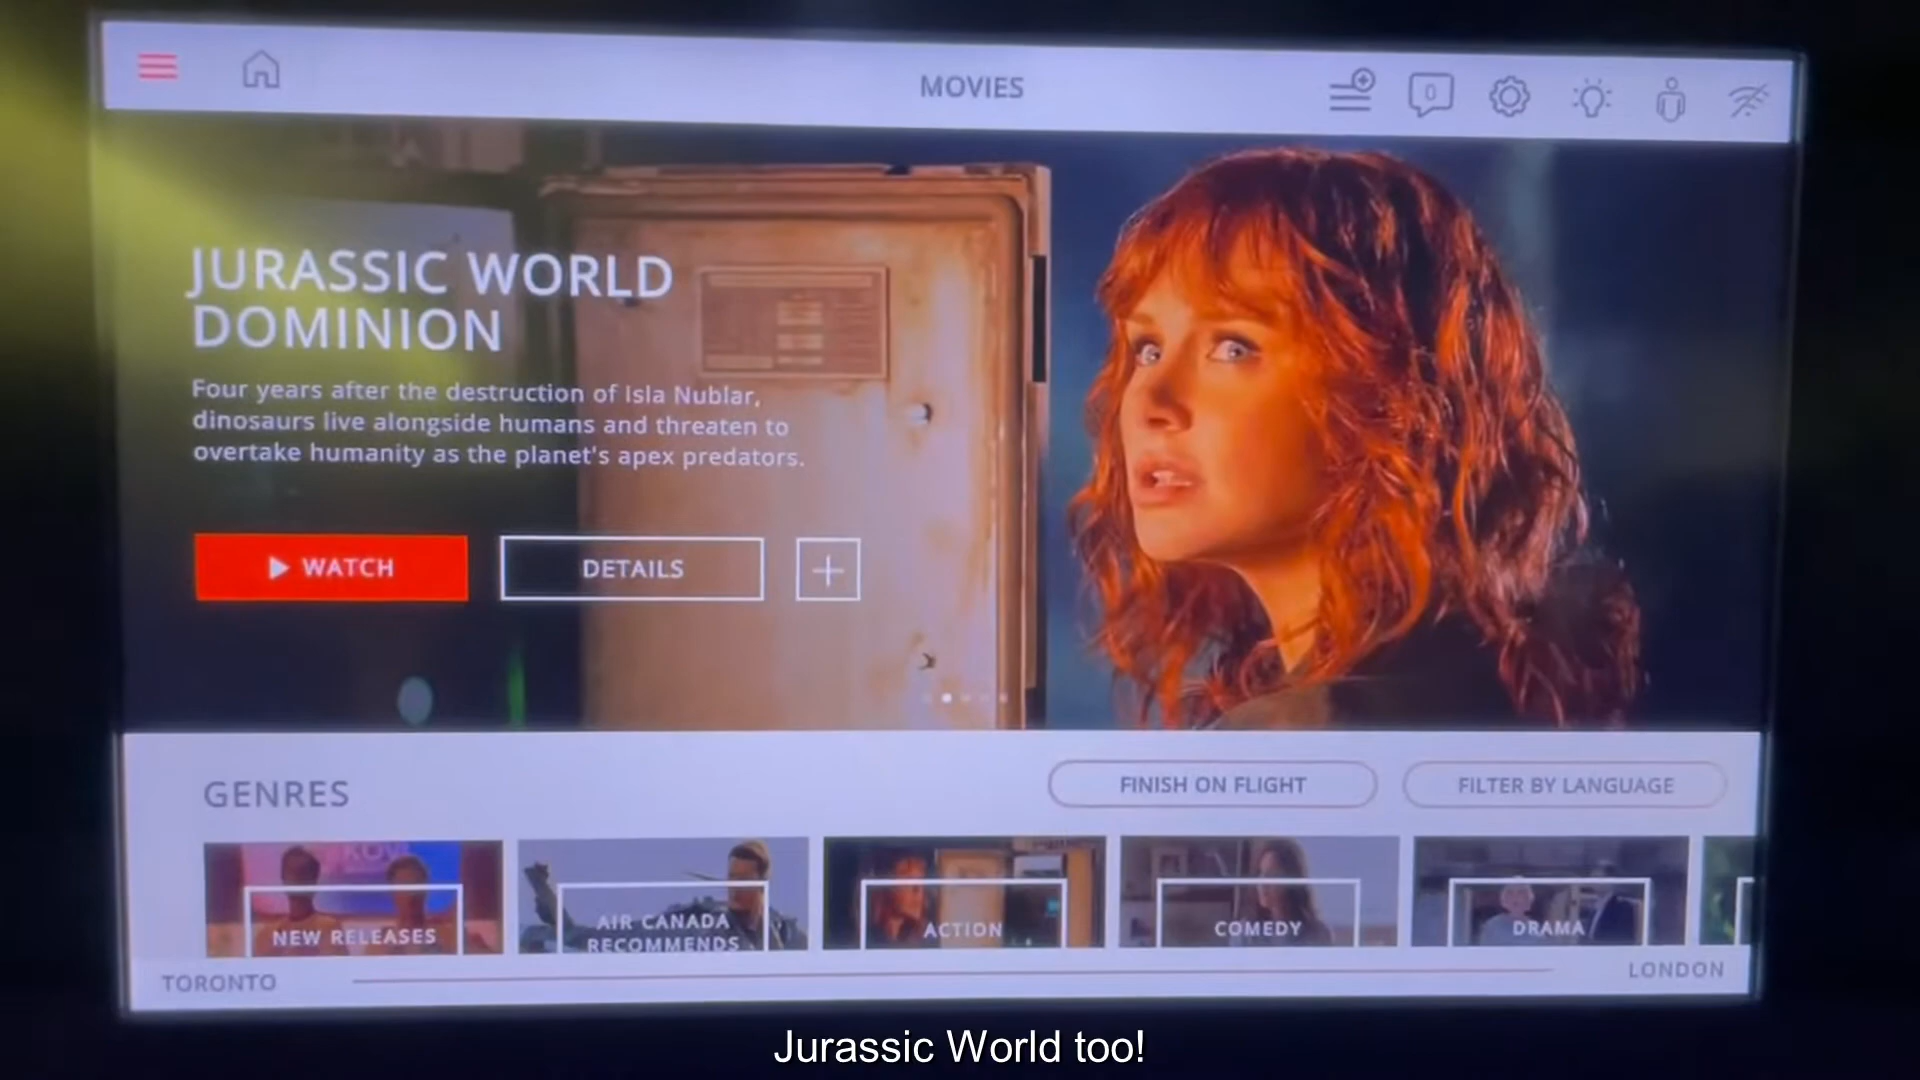 MOVIES
0
JURASSIC WORLD
DOMINION
Four years after the destruction of Isla Nublar,
dinosaurs live alongside humans and threaten to
overtake humanity as the planet's apex predators.
WATCH
DETAILS
GENRES
FINISH ON FLIGHT
FILTER BY LANGUAGE
NEW RELEASES
AIR CANADA
RECOMMENDS
ACTION
COMEDY
DRAMA
TORONTO
LONDON
Jurassic World too!